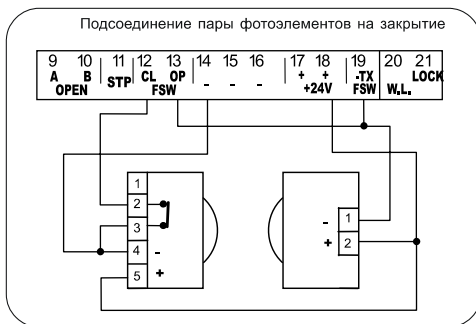 Подсоединение пары фотоэлементов на закрытие
9 10 11 12 13 14 15 16 17 18 19 20 21
A B STP CL OP - - - + + -TX LOCK
OPEN FSW +24V FSW W.L.
1
2
3
4 -
5 +
- 1
+ 2